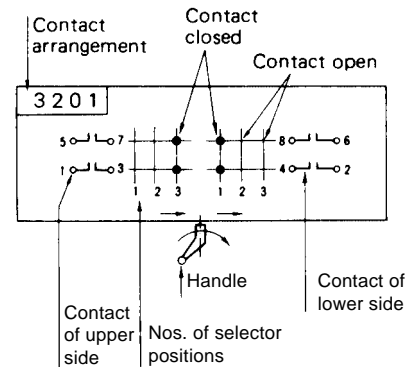 Contact
arrangement
Contact
closed
Contact open
3201
5 7 8 6
1 3 4 2
1 2 3 1 2 3
Handle
Contact
of upper
side
Nos. of selector
positions
Contact of
lower side